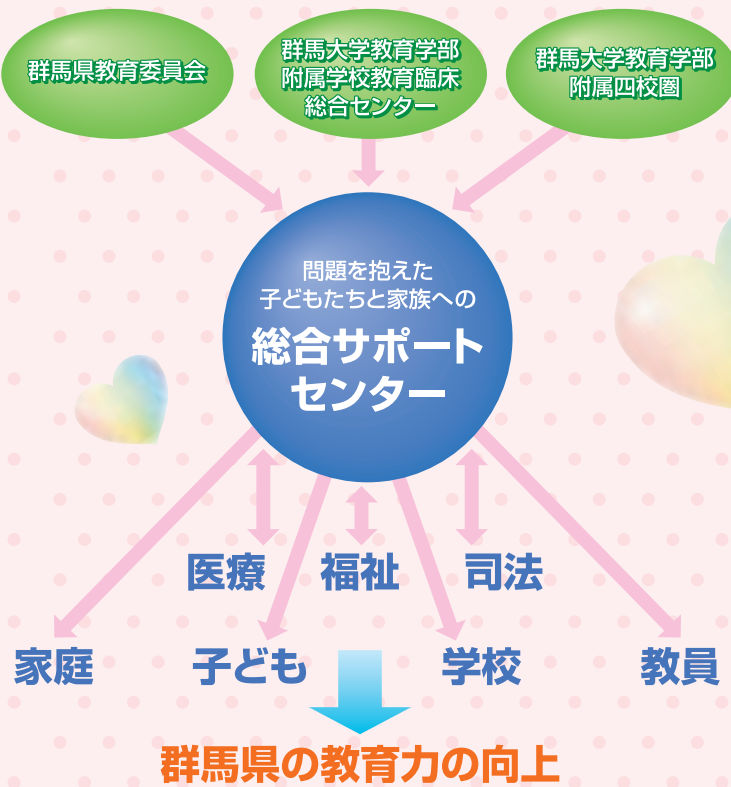 群馬県教育委員会
群馬大学教育学部
附属学校教育臨床
総合センター
群馬大学教育学部
附属四校園
問題を抱えた
子どもたちと家族への
総合サポート
センター
医療
福祉
司法
家庭
子ども
学校
教員
群馬県の教育力の向上